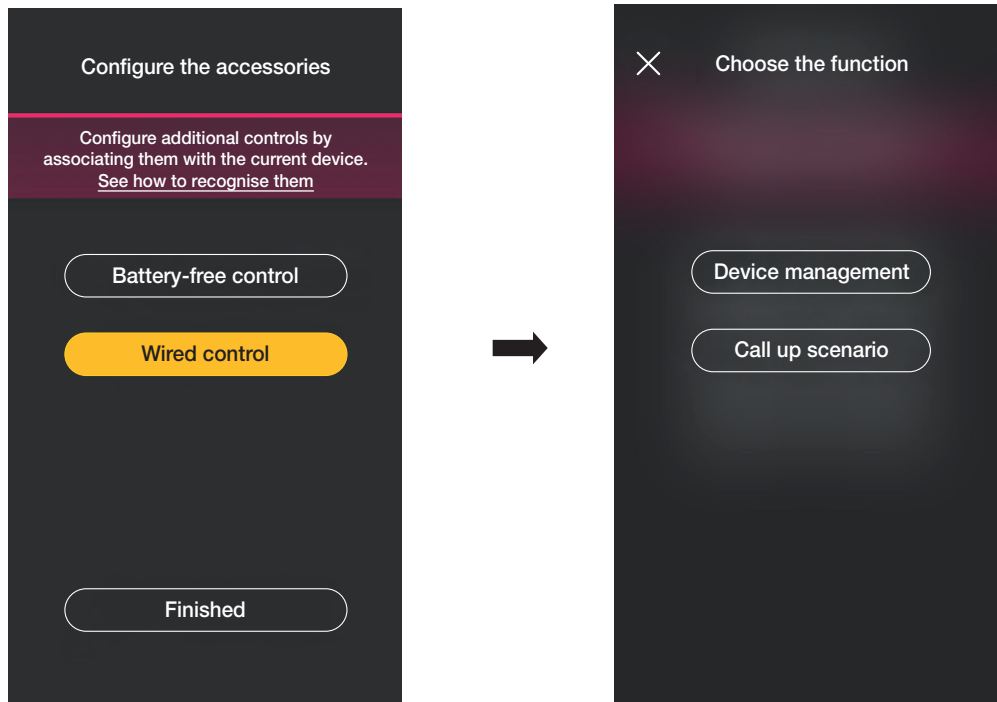 Configure the accessories
Configure additional controls by
associating them with the current device.
See how to recognise them
Battery-free control
Wired control
Finished
Choose the function
Device management
Call up scenario